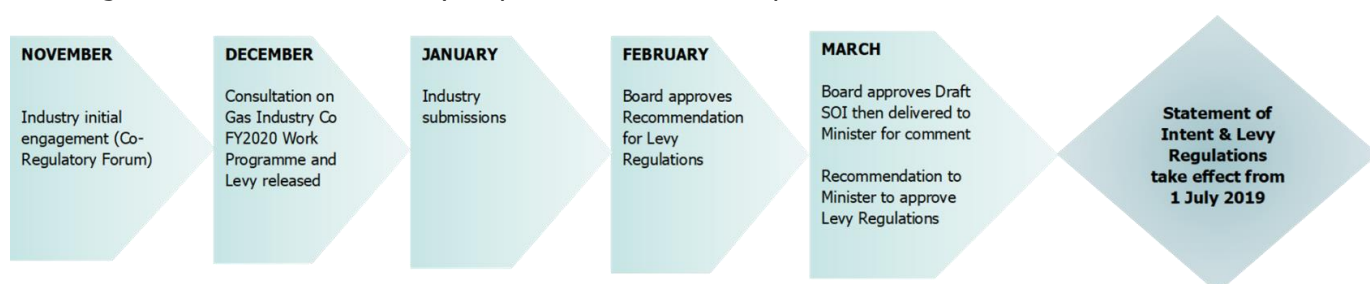 NOVEMBER
Industry initial
engagement (Co-
Regulatory Forum)
DECEMBER
Consultation on
Gas Industry Co
FY2020 Work
Programme and
Levy released
JANUARY
Industry
submissions
FEBRUARY
Board approves
Recommendation
for Levy
Regulations
MARCH
Board approves Draft
SOI then delivered to
Minister for comment
Recommendation to
Minister to approve
Levy Regulations
Statement of
Intent & Levy
Regulations
take effect from
1 July 2019